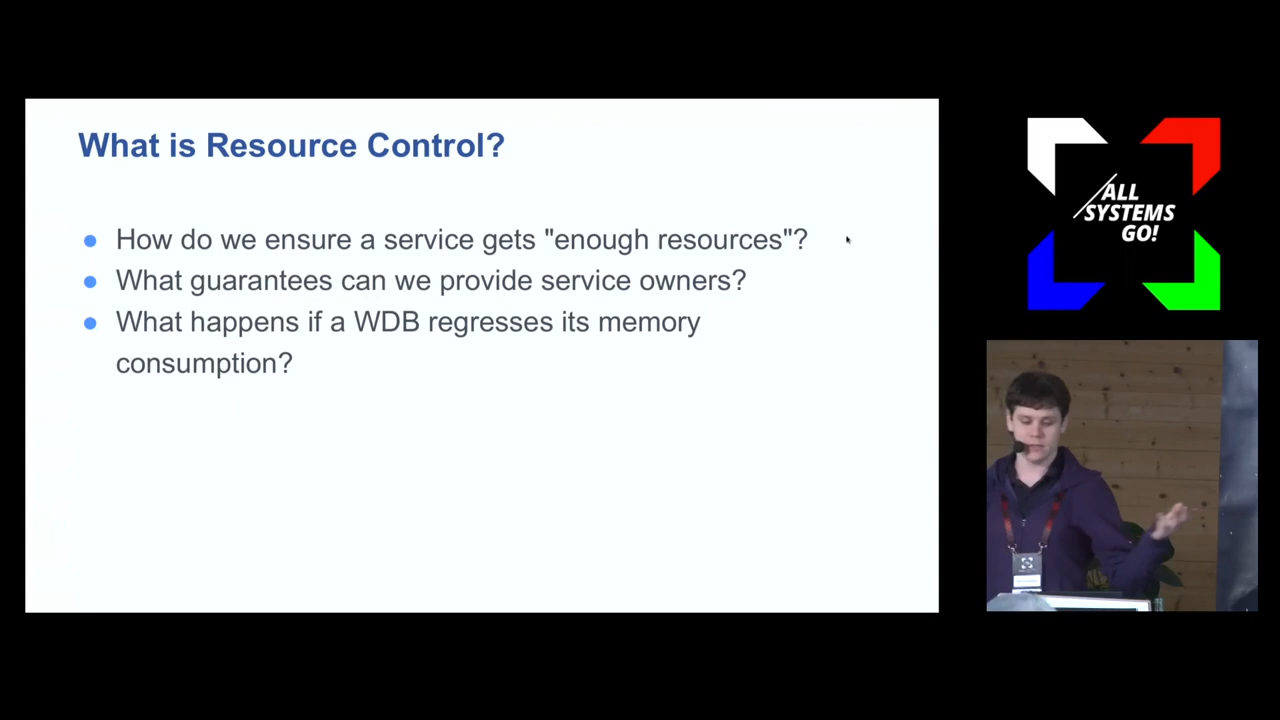 What is Resource Control?
How do we ensure a service gets "enough resources"?
What guarantees can we provide service owners?
What happens if a WDB regresses its memory
consumption?
ALL
SYSTEMS
GO!